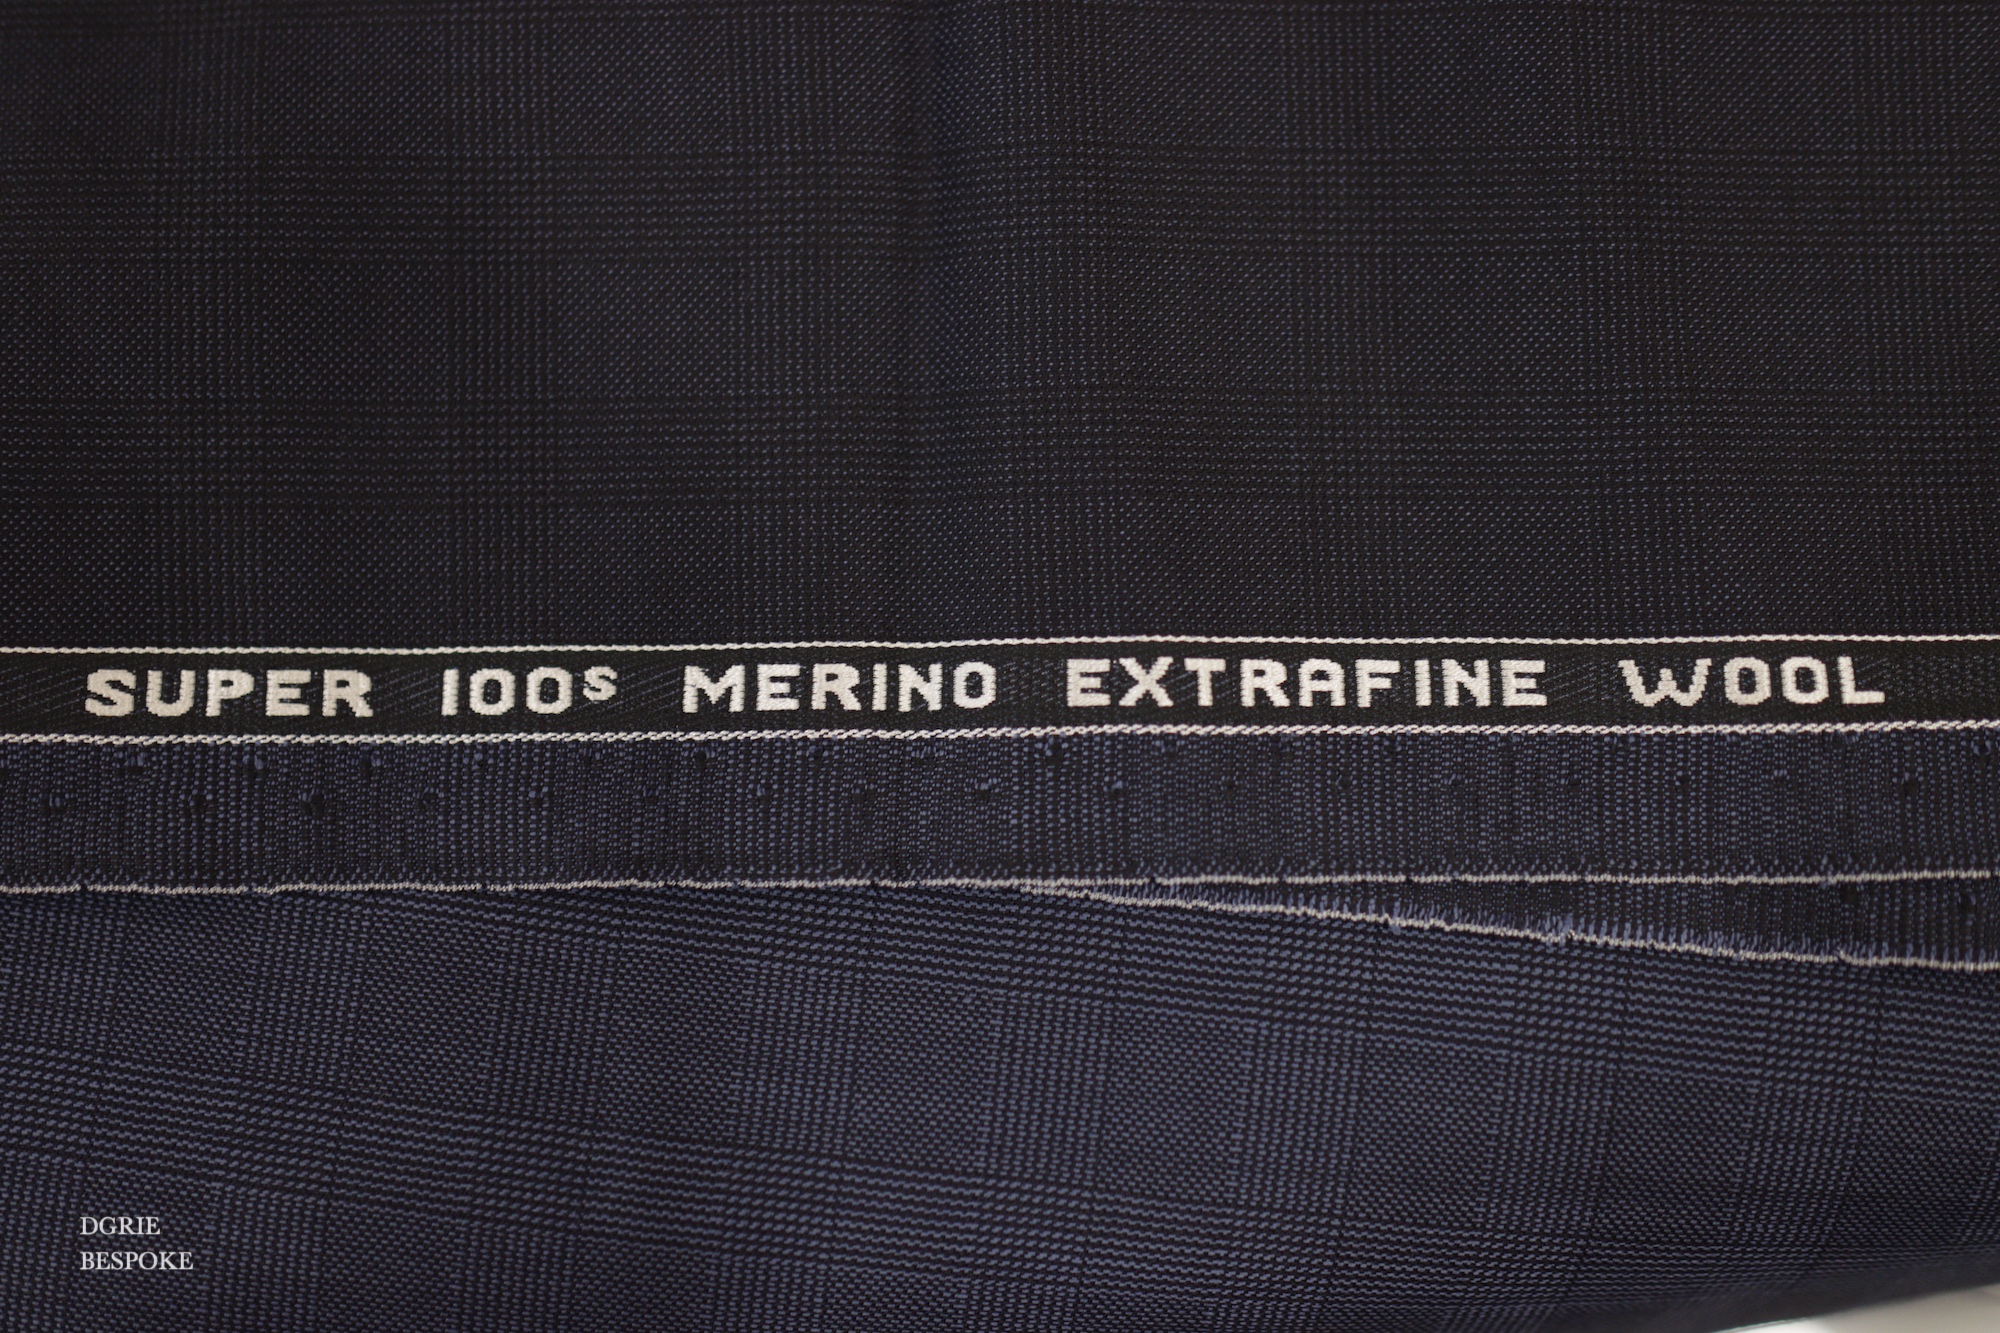 SUPER 100s MERINO EXTRAFINE WOOL
DGRIE
BESPOKE